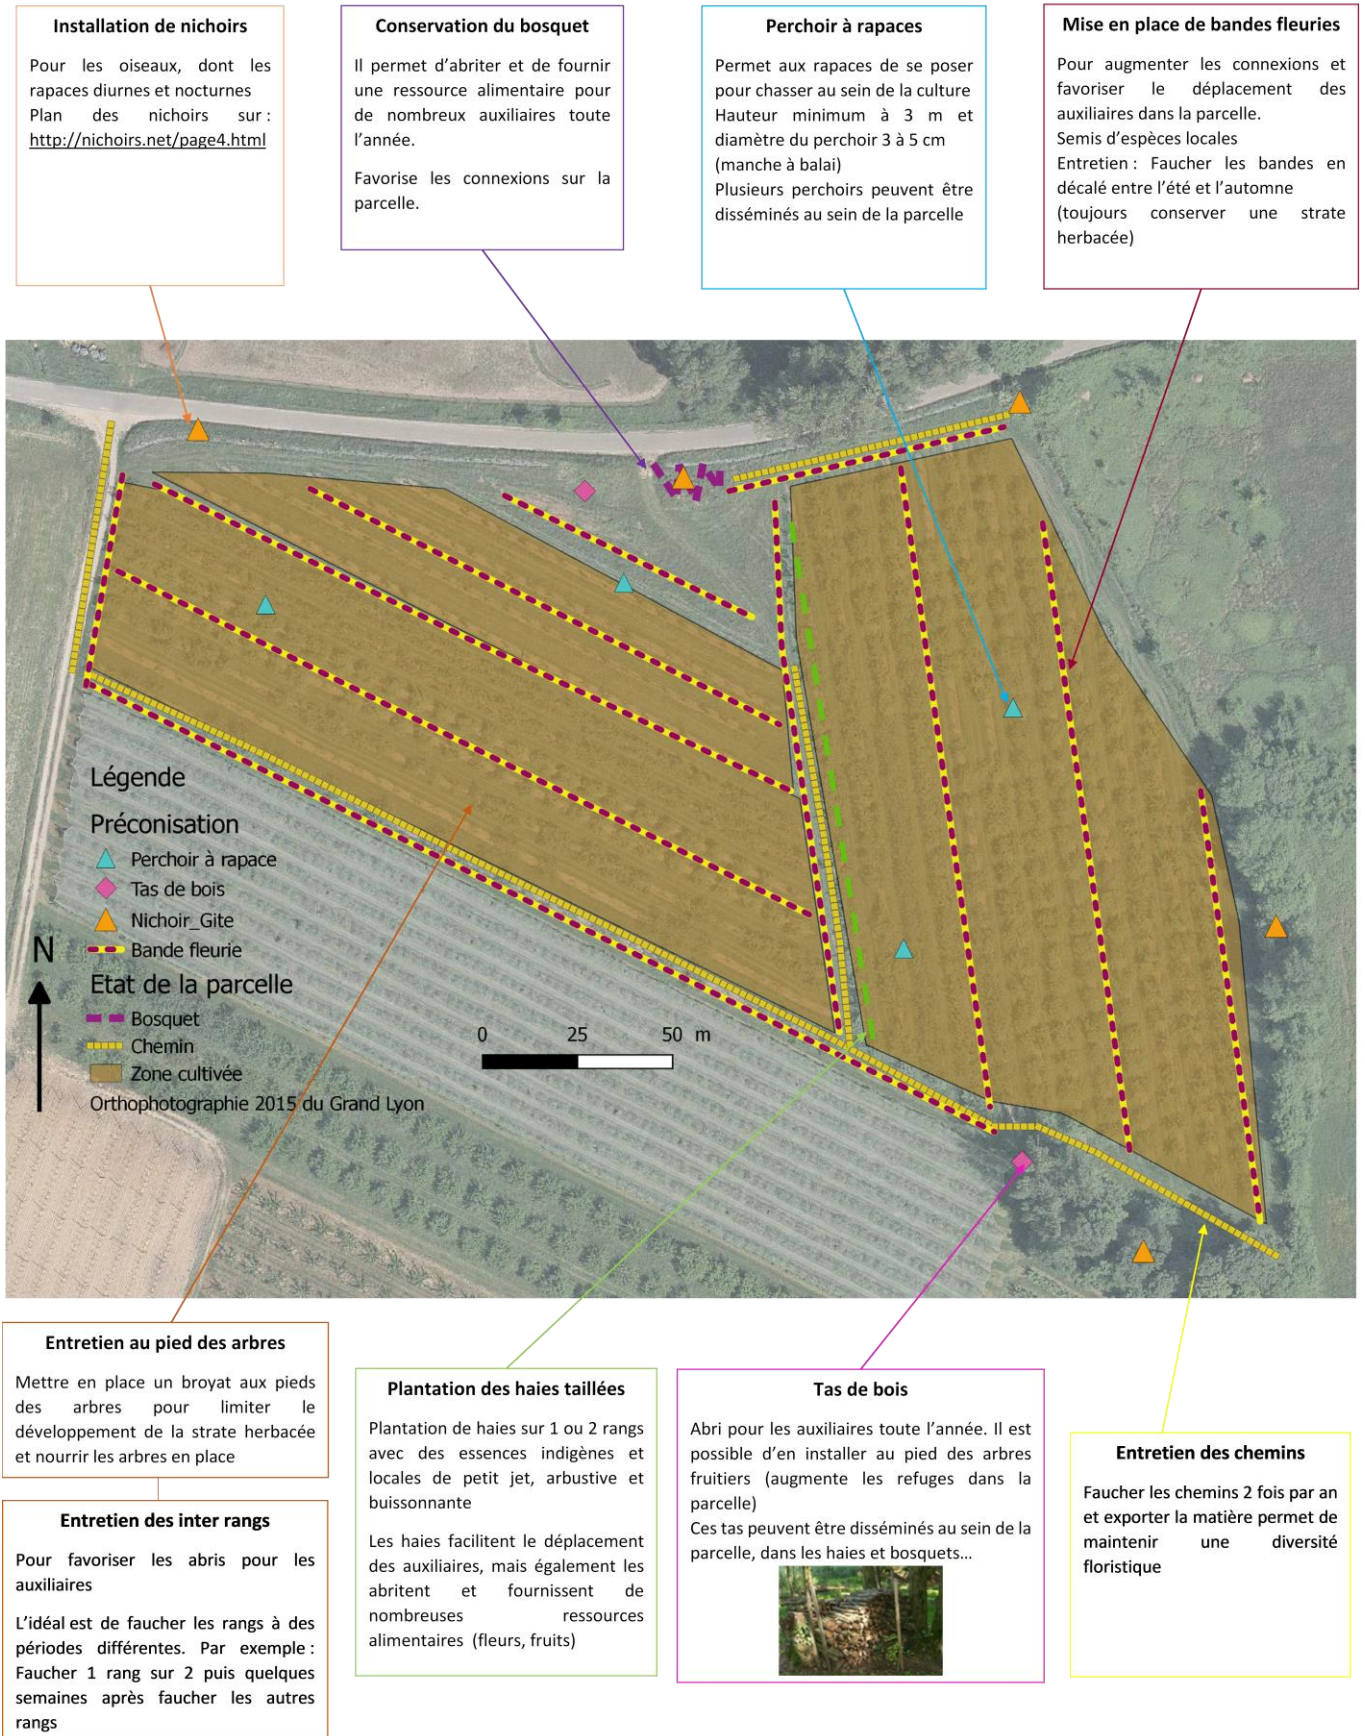 Installation de nichoirs
Pour les oiseaux, dont les
rapaces diurnes et nocturnes
Plan des nichoirs sur :
http://nichoirs.net/page4.html
Conservation du bosquet
Il permet d’abriter et de fournir
une ressource alimentaire pour
de nombreux auxiliaires toute
l’année.
Favorise les connexions sur la
parcelle.
Perchoir à rapaces
Permet aux rapaces de se poser
pour chasser au sein de la culture
Hauteur minimum à 3 m et
diamètre du perchoir 3 à 5 cm
(manche à balai)
Plusieurs perchoirs peuvent être
disséminés au sein de la parcelle
Mise en place de bandes fleuries
Pour augmenter les connexions et
favoriser le déplacement des
auxiliaires dans la parcelle.
Semis d’espèces locales
Entretien : Faucher les bandes en
décalé entre l’été et l’automne
(toujours conserver une strate
herbacée)
Légende
Préconisation
Perchoir à rapace
Tas de bois
Nichoir_Gite
Bande fleurie
N
Etat de la parcelle
Bosquet
Chemin
Zone cultivée
Orthophotographie 2015 du Grand Lyon
0 25 50 m
Entretien au pied des arbres
Mettre en place un broyat aux pieds
des arbres pour limiter le
développement de la strate herbacée
et nourrir les arbres en place
Entretien des inter rangs
Pour favoriser les abris pour les
auxiliaires
L’idéal est de faucher les rangs à des
périodes différentes. Par exemple :
Faucher 1 rang sur 2 puis quelques
semaines après faucher les autres
rangs
Plantation des haies taillées
Plantation de haies sur 1 ou 2 rangs
avec des essences indigènes et
locales de petit jet, arbustive et
buissonnante
Les haies facilitent le déplacement
des auxiliaires, mais également les
abritent et fournissent de
nombreuses ressources
alimentaires (fleurs, fruits)
Tas de bois
Abri pour les auxiliaires toute l’année. Il est
possible d’en installer au pied des arbres
fruitiers (augmente les refuges dans la
parcelle)
Ces tas peuvent être disséminés au sein de la
parcelle, dans les haies et bosquets…
Entretien des chemins
Faucher les chemins 2 fois par an
et exporter la matière permet de
maintenir une diversité
floristique